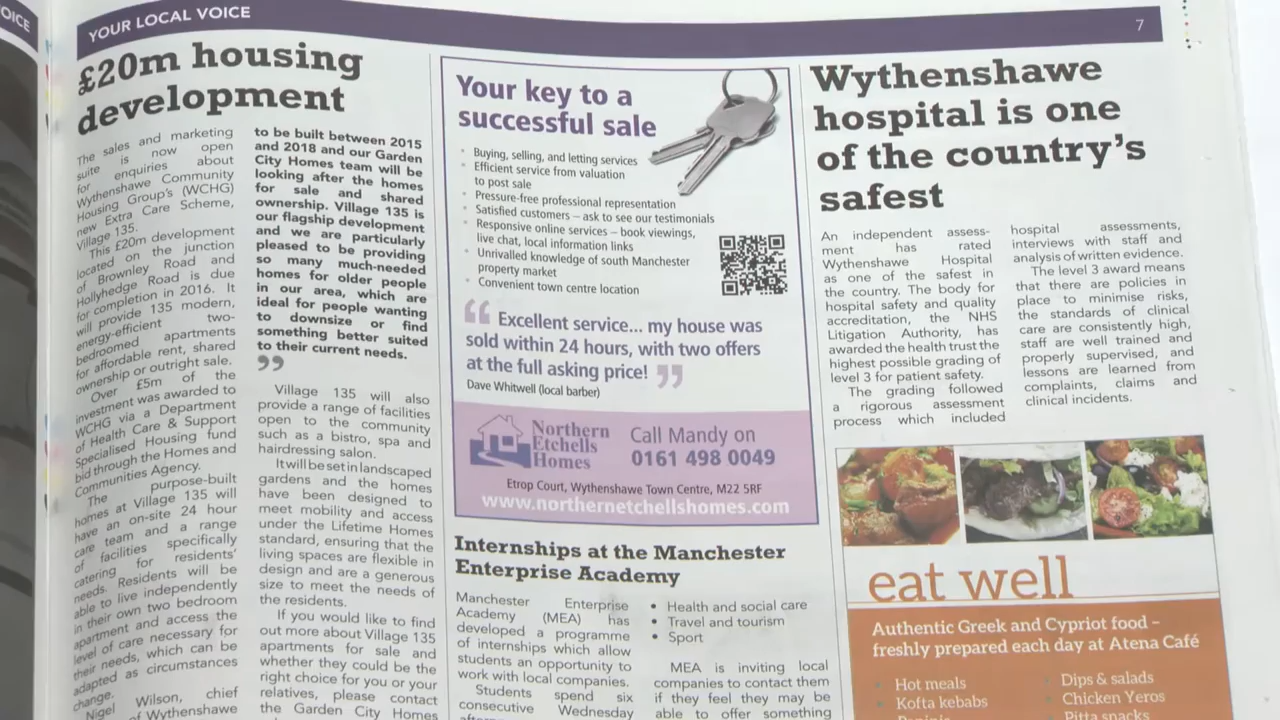 OICE
YOUR LOCAL VOICE
7
£20m housing
development
The sales and marketing
suite is now open
for enquiries about
Wythenshawe Community
Housing Group's (WCHG)
new Extra Care Scheme,
Village 135.
This £20m development
located on the junction
of Brownley Road and
Hollyhedge Road is due
for completion in 2016. It
will provide 135 modern,
energy-efficient two-
bedroomed apartments
for affordable rent, shared
ownership or outright sale.
Over £5m of the
investment was awarded to
WCHG via a Department
of Health Care & Support
Specialised Housing fund
bid through the Homes and
Communities Agency.
The purpose-built
homes at Village 135 will
have an on-site 24 hour
care team and a range
of facilities specifically
catering for residents'
needs. Residents will be
able to live independently
in their own two bedroom
apartment and access the
level of care necessary for
their needs, which can be
adapted as circumstances
change.
Nigel Wilson, chief
of Wythenshawe
to be built between 2015
and 2018 and our Garden
City Homes team will be
looking after the homes
for sale and shared
ownership. Village 135 is
our flagship development
and we are particularly
pleased to be providing
so many much-needed
homes for older people
in our area, which are
ideal for people wanting
to downsize or find
something better suited
to their current needs.
”
Village 135 will also
provide a range of facilities
open to the community
such as a bistro, spa and
hairdressing salon.
It will be set in landscaped
gardens and the homes
have been designed to
meet mobility and access
under the Lifetime Homes
standard, ensuring that the
living spaces are flexible in
design and are a generous
size to meet the needs of
the residents.
If you would like to find
out more about Village 135
apartments for sale and
whether they could be the
right choice for you or your
relatives, please contact
the Garden City Homes
Your key to a
successful sale
• Buying, selling, and letting services
• Efficient service from valuation
to post sale
• Pressure-free professional representation
• Satisfied customers – ask to see our testimonials
• Responsive online services – book viewings,
live chat, local information links
• Unrivalled knowledge of south Manchester
property market
• Convenient town centre location
“ Excellent service... my house was
sold within 24 hours, with two offers
at the full asking price! ”
Dave Whitwell (local barber)
Northern
Etchells
Homes
Call Mandy on
0161 498 0049
Etrop Court, Wythenshawe Town Centre, M22 5RF
www.northernetchellshomes.com
Internships at the Manchester
Enterprise Academy
Manchester Enterprise
Academy (MEA) has
developed a programme
of internships which allow
students an opportunity to
work with local companies.
Students spend six
consecutive Wednesday
• Health and social care
• Travel and tourism
• Sport
MEA is inviting local
companies to contact them
if they feel they may be
able to offer something
Wythenshawe
hospital is one
of the country's
safest
An independent assess-
ment has rated
Wythenshawe Hospital
as one of the safest in
the country. The body for
hospital safety and quality
accreditation, the NHS
Litigation Authority, has
awarded the health trust the
highest possible grading of
level 3 for patient safety.
The grading followed
a rigorous assessment
process which included
hospital assessments,
interviews with staff and
analysis of written evidence.
The level 3 award means
that there are policies in
place to minimise risks,
the standards of clinical
care are consistently high,
staff are well trained and
properly supervised, and
lessons are learned from
complaints, claims and
clinical incidents.
eat well
Authentic Greek and Cypriot food –
freshly prepared each day at Atena Café
• Hot meals
• Kofta kebabs
• Dips & salads
• Chicken Yeros
• Pitta snacks